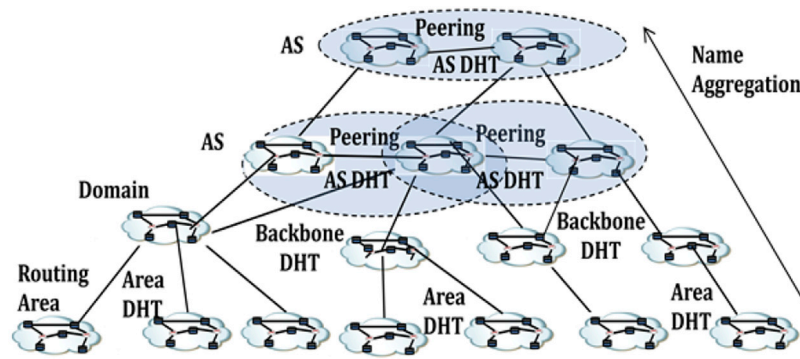 Peering
AS
AS DHT
Name
Aggregation
AS
Peering
Peering
AS DHT
AS DHT
Domain
Backbone
DHT
Backbone
DHT
Routing
Area
Area
DHT
Area
DHT
Area
DHT